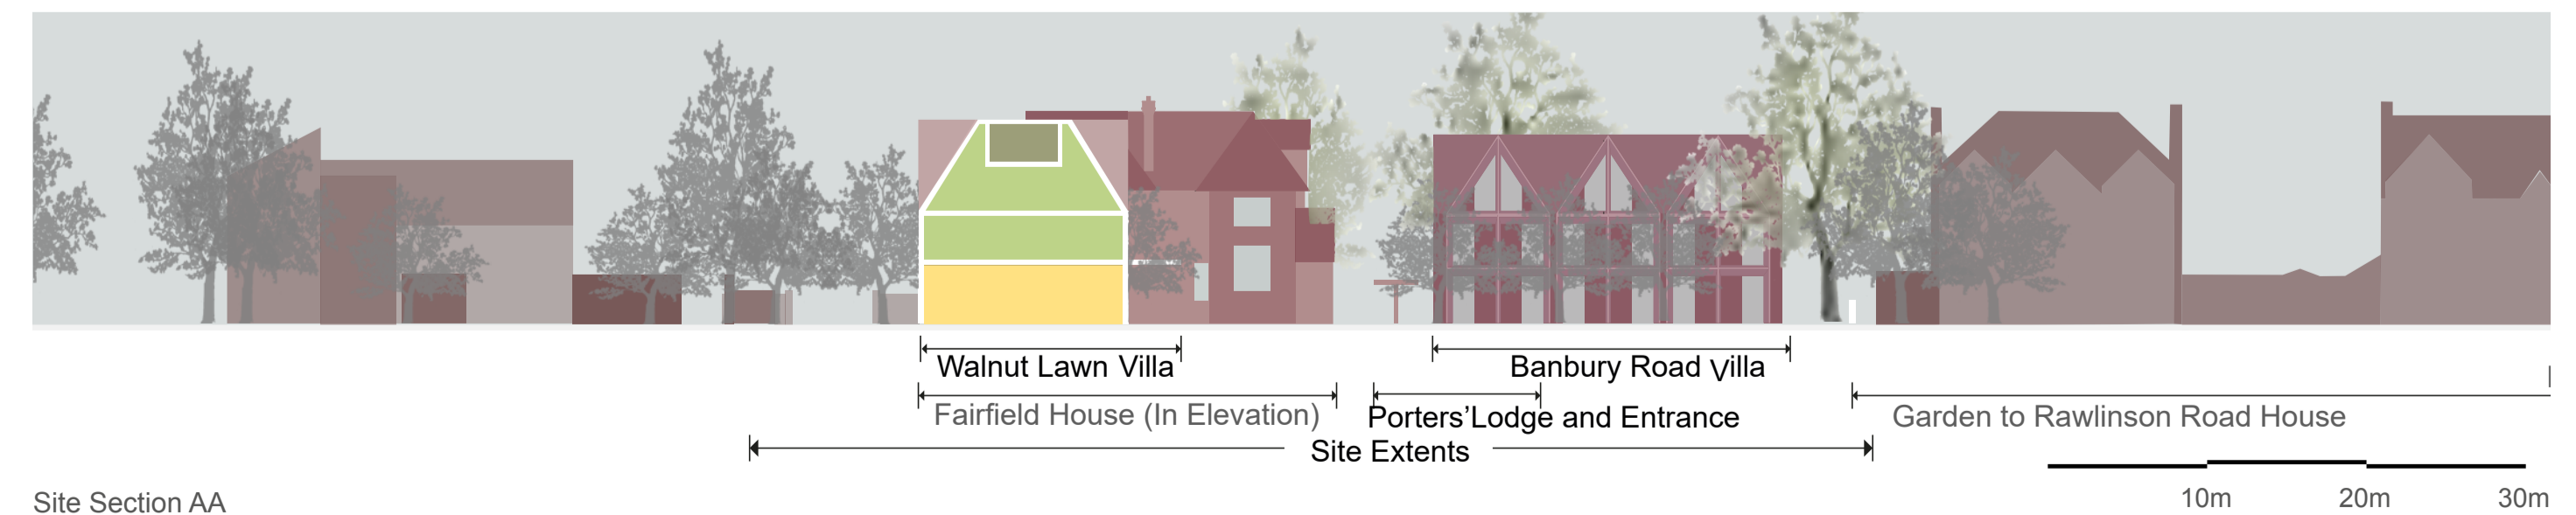 Walnut Lawn Villa
Banbury Road Villa
Fairfield House (In Elevation)
Porters'Lodge and Entrance
Garden to Rawlinson Road House
Site Extents
Site Section AA
10m 20m 30m